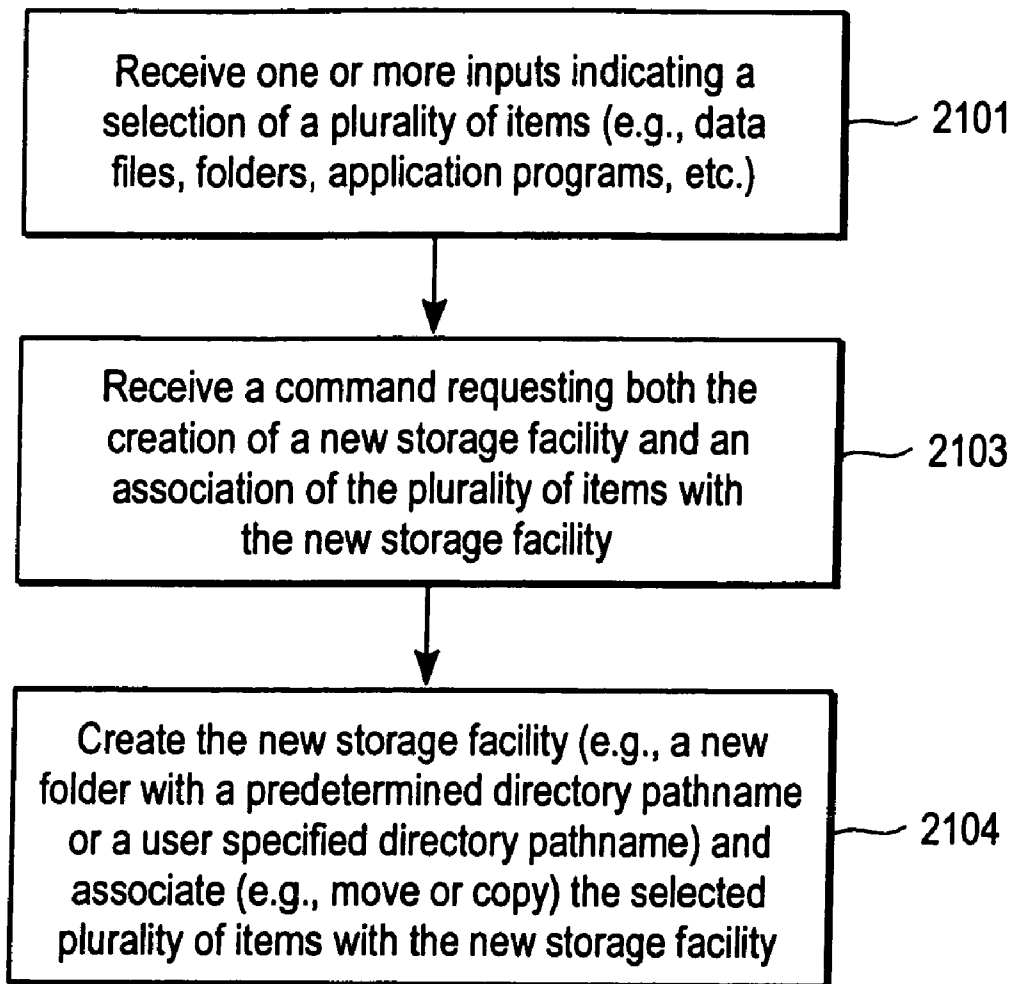 Receive one or more inputs indicating a
selection of a plurality of items (e.g., data
files, folders, application programs, etc.)
2101
Receive a command requesting both the
creation of a new storage facility and an
association of the plurality of items with
the new storage facility
2103
Create the new storage facility (e.g., a new
folder with a predetermined directory pathname
or a user specified directory pathname) and
associate (e.g., move or copy) the selected
plurality of items with the new storage facility
2104